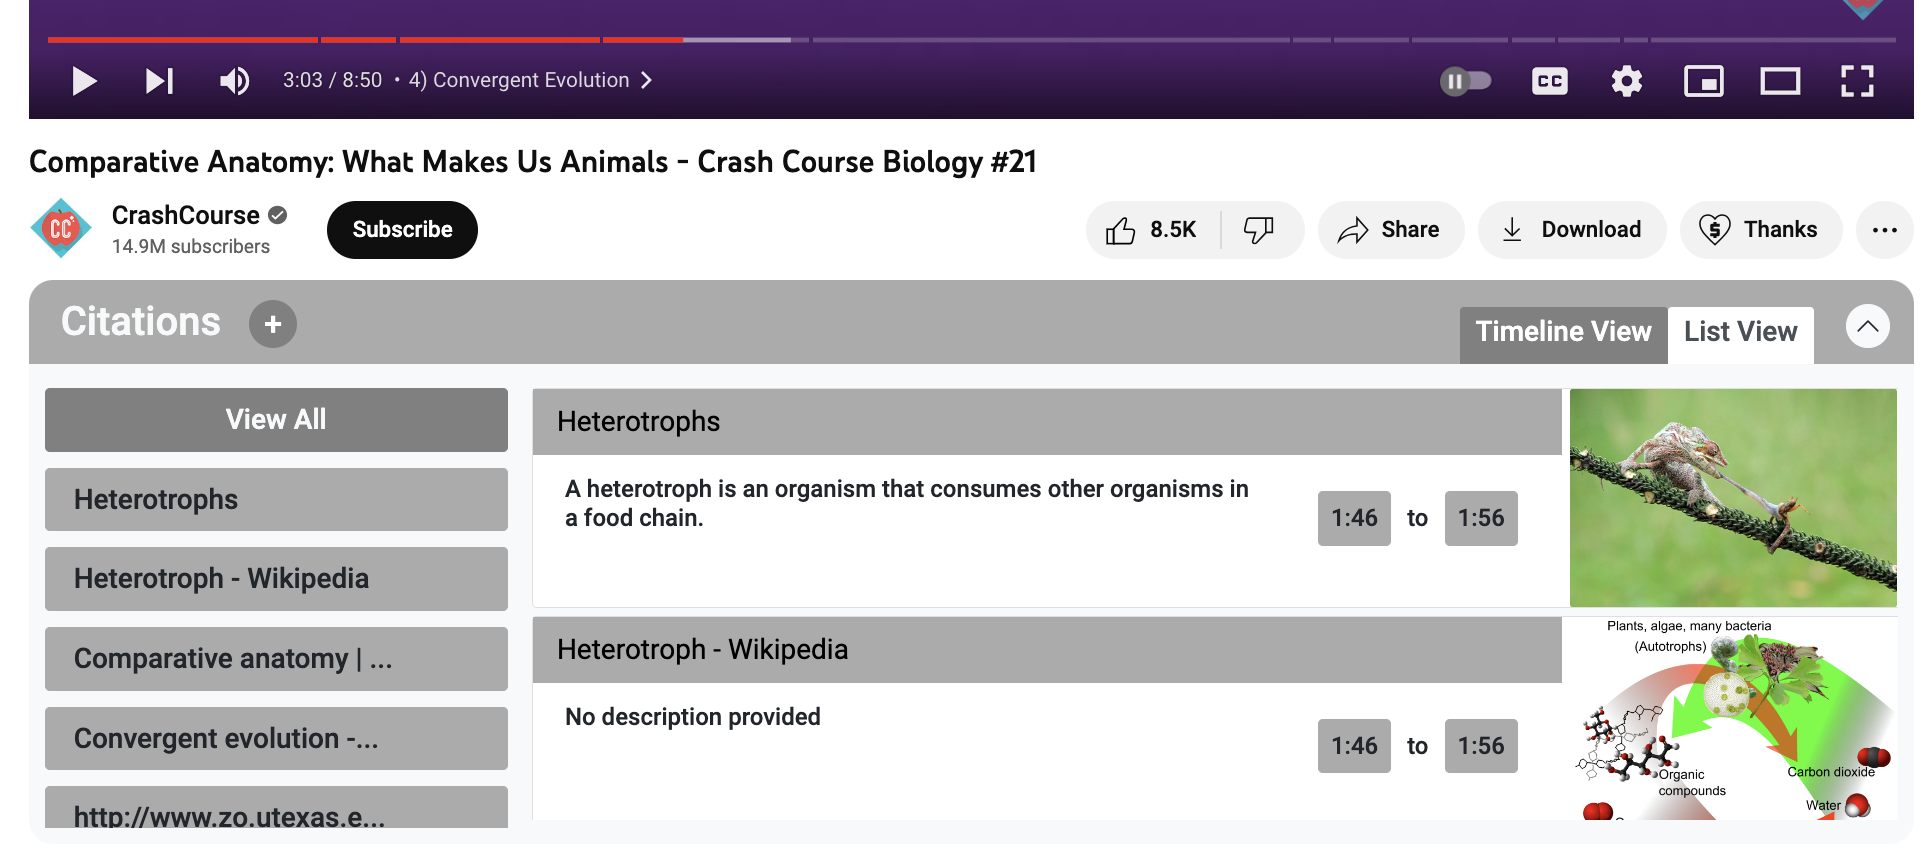 3:03 / 8:50 • 4) Convergent Evolution
CC
Comparative Anatomy: What Makes Us Animals - Crash Course Biology #21
CC
CrashCourse
14.9M subscribers
Subscribe
8.5K
Share
Download
Thanks
Citations
+
Timeline View
List View
View All
Heterotrophs
Heterotroph - Wikipedia
Comparative anatomy | ...
Convergent evolution -...
http://www.zo.utexas.e...
Heterotrophs
A heterotroph is an organism that consumes other organisms in
a food chain.
1:46 to 1:56
Heterotroph - Wikipedia
No description provided
1:46 to 1:56
Plants, algae, many bacteria
(Autotrophs)
Organic
compounds
Carbon dioxide
Water